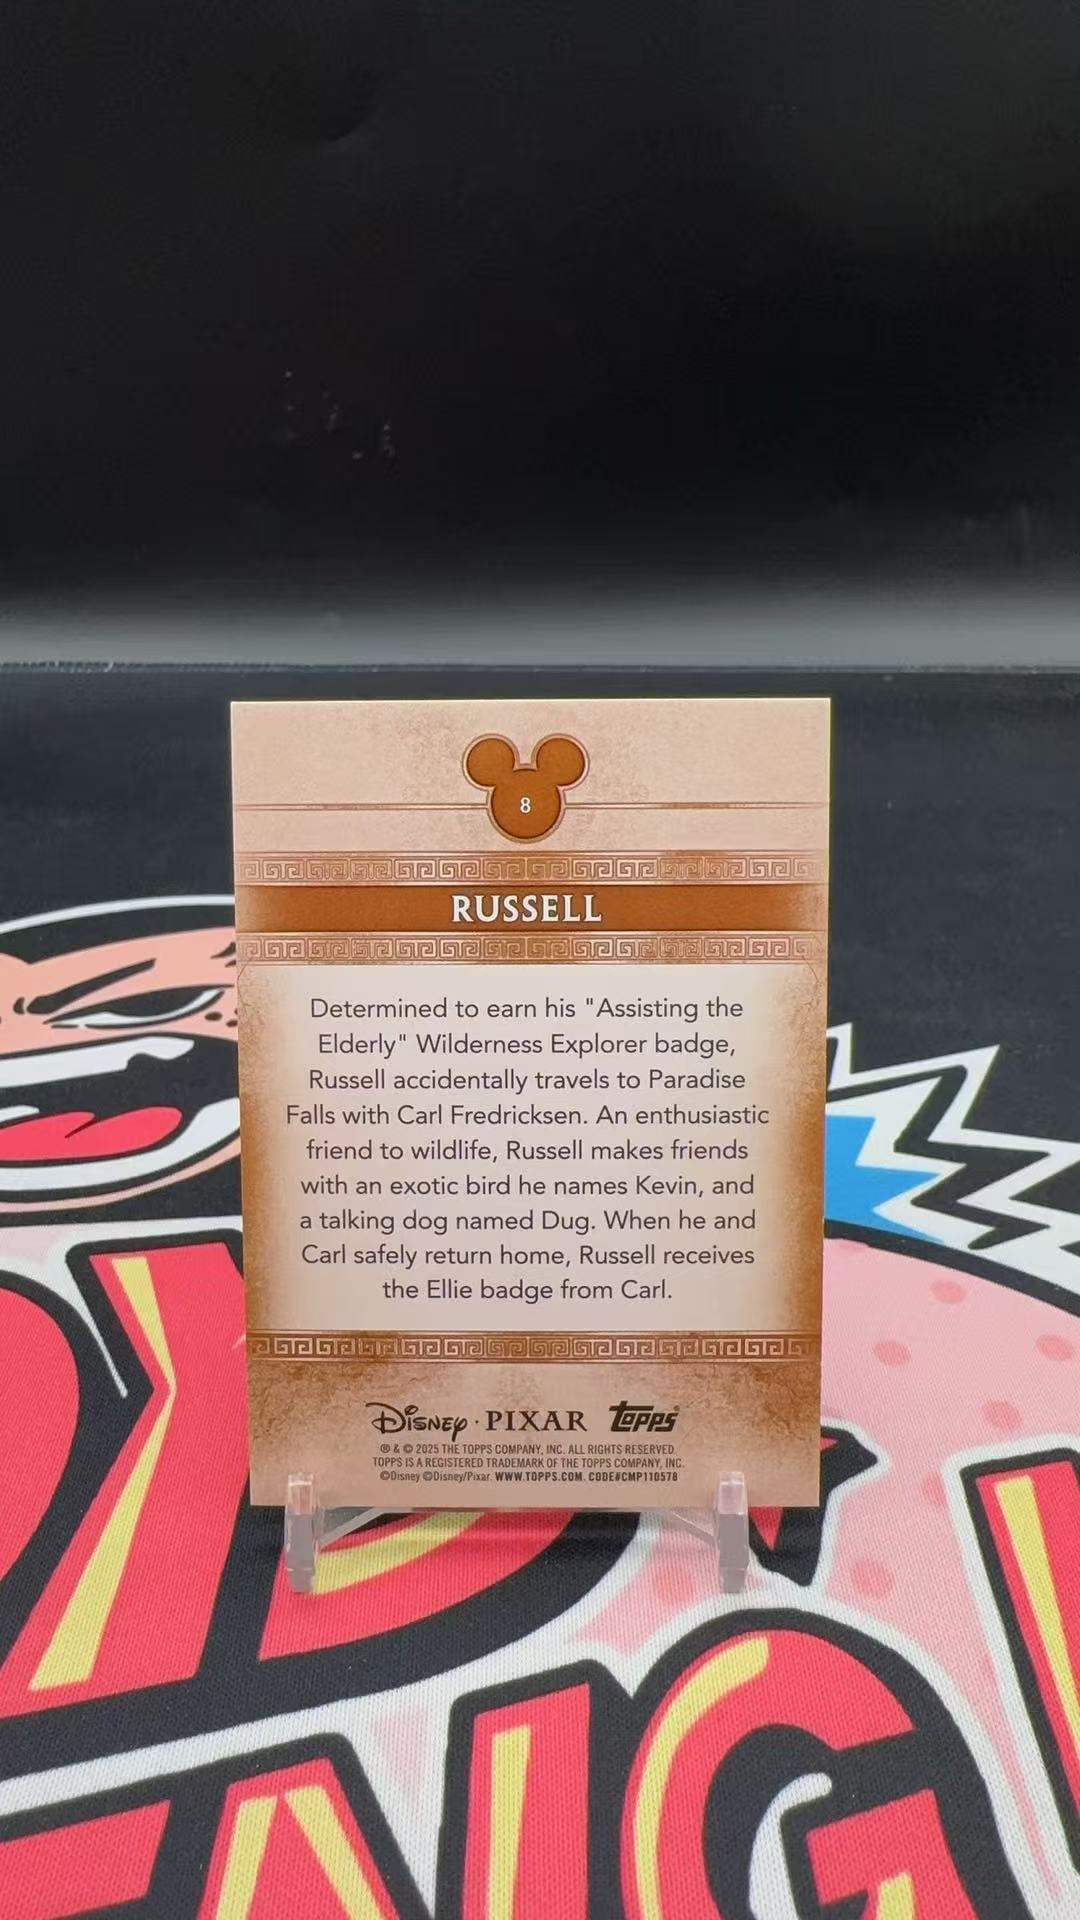 8
RUSSELL
Determined to earn his "Assisting the
Elderly" Wilderness Explorer badge,
Russell accidentally travels to Paradise
Falls with Carl Fredricksen. An enthusiastic
friend to wildlife, Russell makes friends
with an exotic bird he names Kevin, and
a talking dog named Dug. When he and
Carl safely return home, Russell receives
the Ellie badge from Carl.
Disney · PIXAR topps
® & © 2025 THE TOPPS COMPANY, INC. ALL RIGHTS RESERVED.
TOPPS IS A REGISTERED TRADEMARK OF THE TOPPS COMPANY, INC.
©Disney ©Disney/Pixar. WWW.TOPPS.COM. CODE#CMP110578